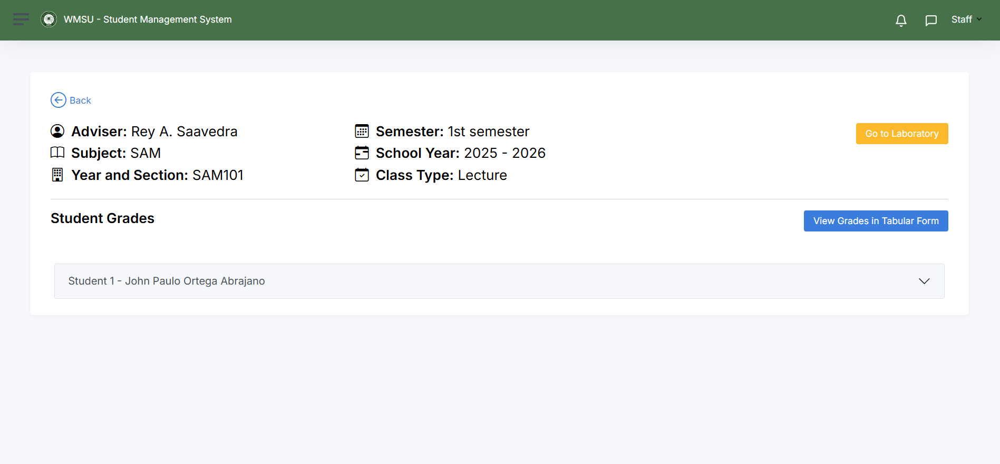 WMSU - Student Management System
Staff
Back
Adviser: Rey A. Saavedra
Semester: 1st semester
Go to Laboratory
Subject: SAM
School Year: 2025 - 2026
Year and Section: SAM101
Class Type: Lecture
Student Grades
View Grades in Tabular Form
Student 1 - John Paulo Ortega Abrajano